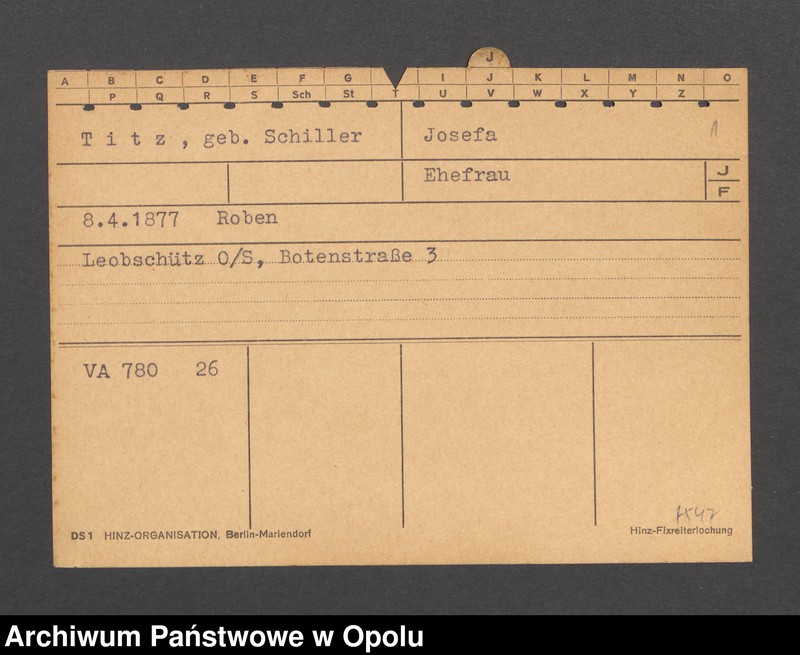 J
A B C D E F G I J K L M N O
P Q R S Sch St T U V W X Y Z
Titz, geb. Schiller Josefa 1
Ehefrau J
F
8.4.1877 Roben
Leobschütz O/S, Botenstraße 3
VA 780 26
DS1 HINZ-ORGANISATION, Berlin-Mariendorf Hinz-Fixreiterlochung
Archiwum Państwowe w Opolu